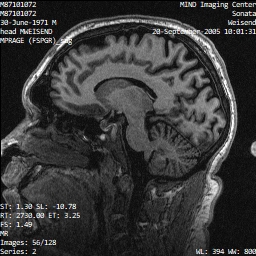 M87101072
M87101072
30-June-1971 M
head MWEISEND
MPRAGE (FSPGR)_Sag
MIND Imaging Center
Sonata
Weisend
20-September-2005 10:01:31
ST: 1.30 SL: -10.78
RT: 2730.00 ET: 3.25
FS: 1.49
MR
Images: 56/128
Series: 2
WL: 394 WW: 800